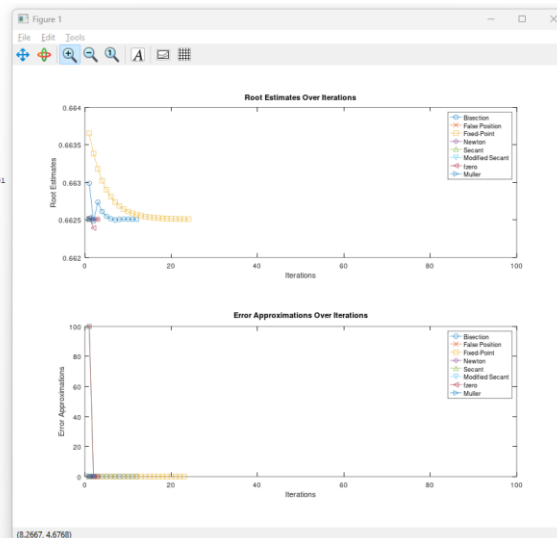 Figure 1
File Edit Tools
A
Root Estimates Over Iterations
0.664
0.6635
0.663
0.6625
0.662
Root Estimates
0 20 40 60 80 100
Iterations
Bisection
False Position
Fixed-Point
Newton
Secant
Modified Secant
fzero
Muller
Error Approximations Over Iterations
100
80
60
40
20
0
Error Approximations
0 20 40 60 80 100
Iterations
Bisection
False Position
Fixed-Point
Newton
Secant
Modified Secant
fzero
Muller
(8.2667, 4.6768)